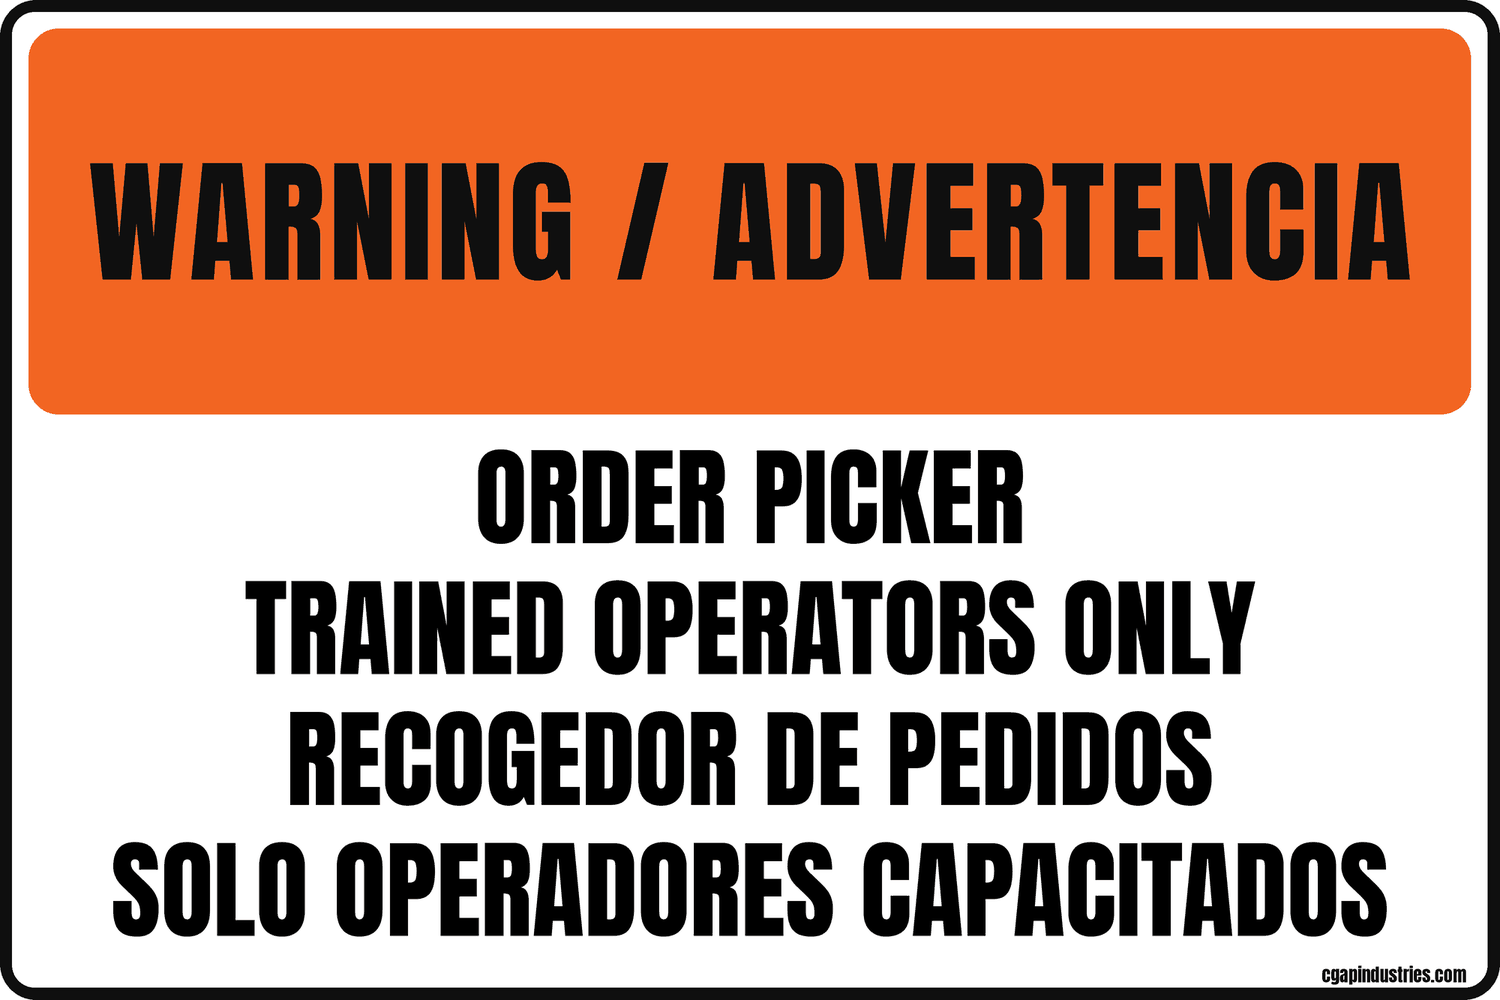 WARNING / ADVERTENCIA
ORDER PICKER
TRAINED OPERATORS ONLY
RECOGEDOR DE PEDIDOS
SOLO OPERADORES CAPACITADOS
cgapindustries.com